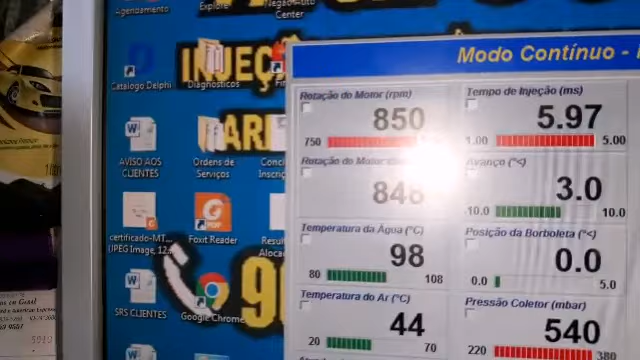 Agendamento
Explore
Negão Auto
Center
Modo Contínuo -
INJEÇ
Catalogo Delphi
Diagnósticos
Rotação do Motor (rpm)
850
750
Tempo de Injeção (ms)
5.97
1.00
5.00
AVISO AOS
CLIENTES
Ordens de
Serviços
Rotação do Motor
848
Avanço (°<)
3.0
-10.0
10.0
certificado-MT...
(JPEG Image, 12...
Foxit Reader
Temperatura da Água (°C)
98
80
108
Posição da Borboleta (°<)
0.0
0.0
5.0
SRS CLIENTES
Google Chrome
Temperatura do Ar (°C)
44
20
70
Pressão Coletor (mbar)
540
220
380